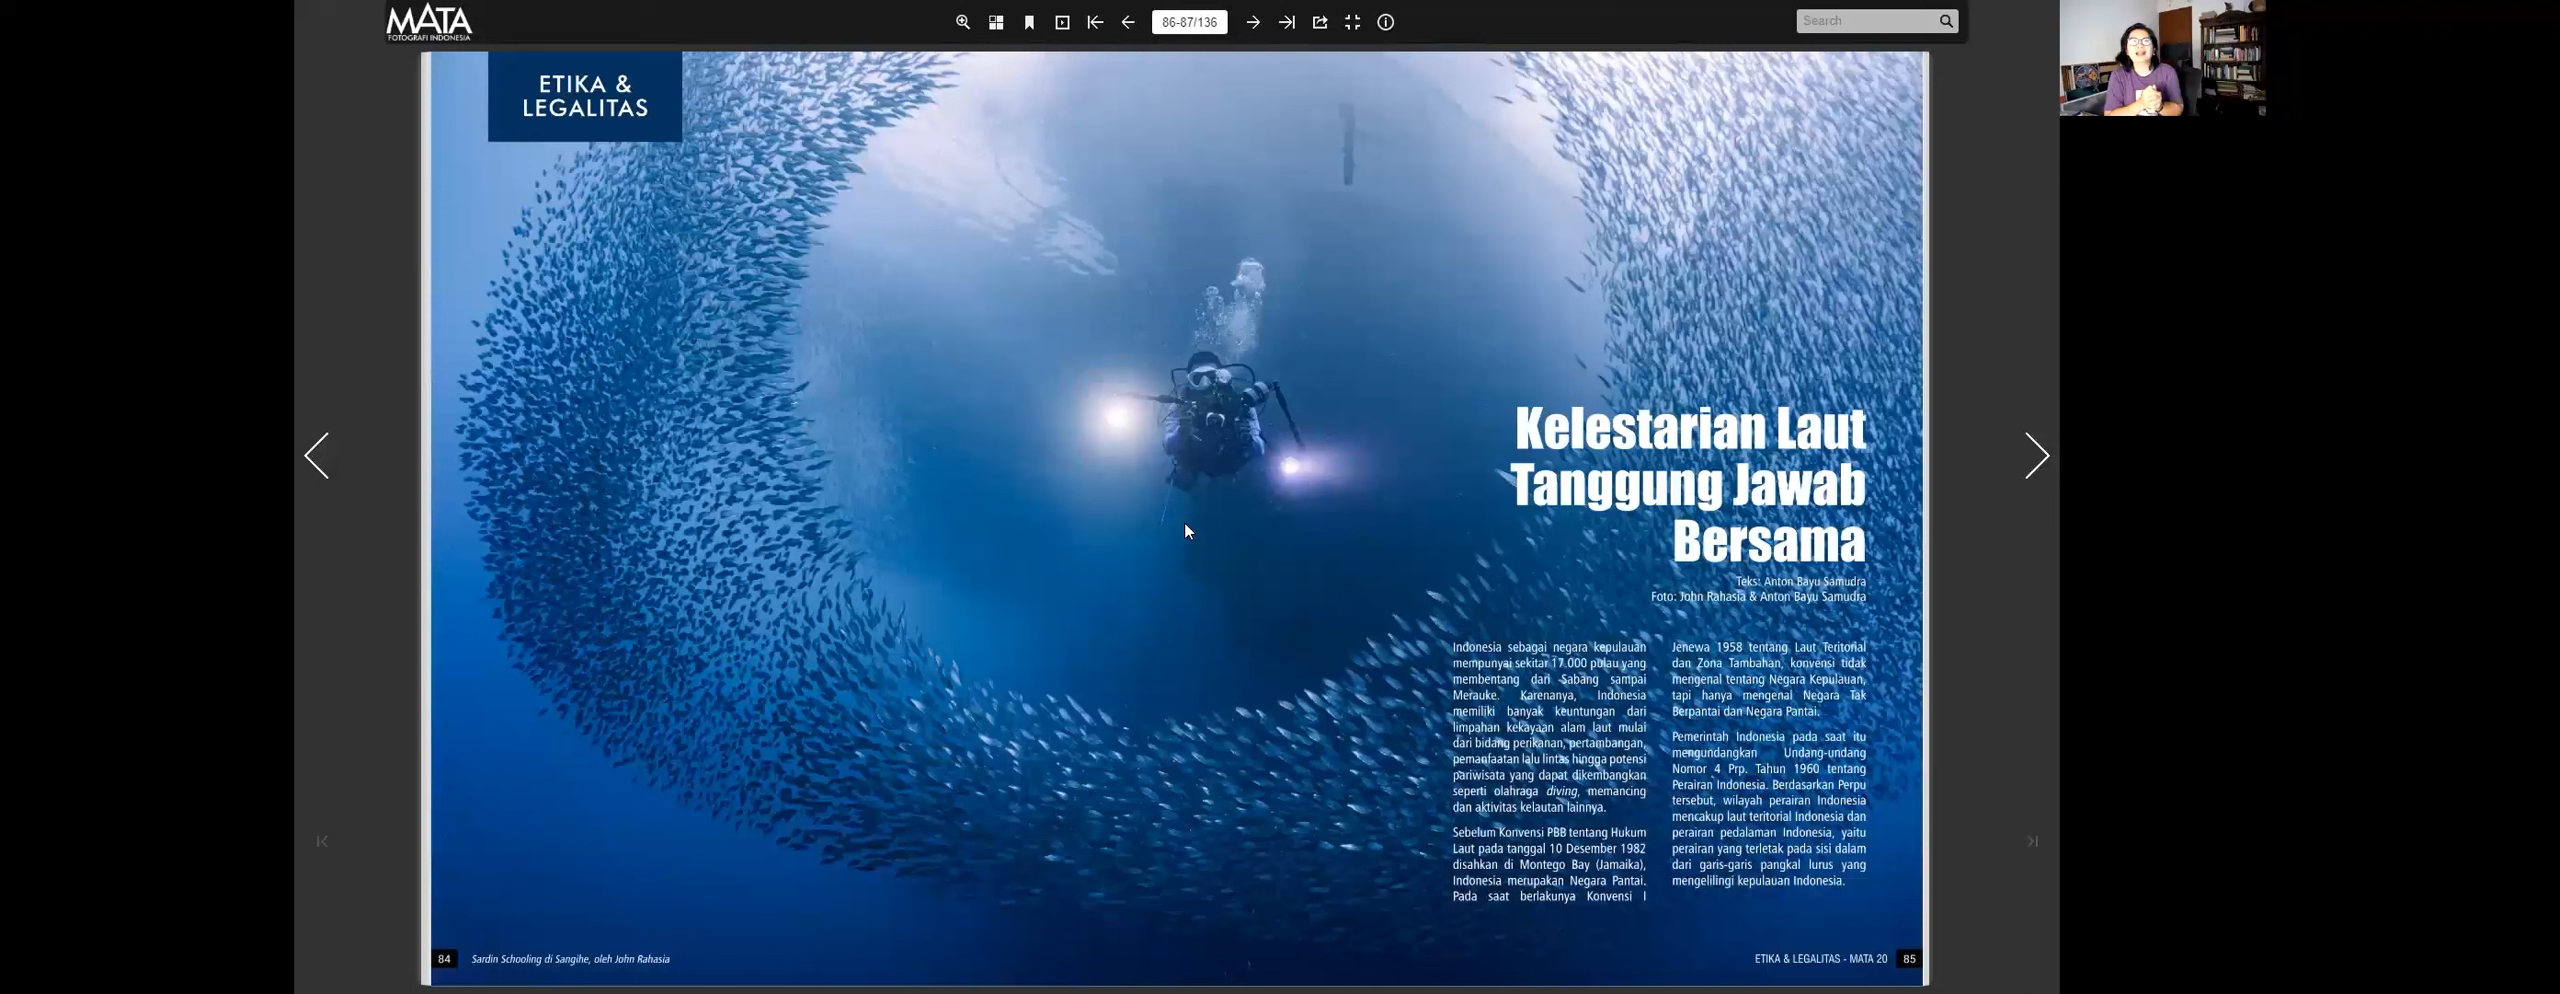 MATA
FOTOGRAFI INDONESIA
86-87/136
Search
ETIKA &
LEGALITAS
Kelestarian Laut
Tanggung Jawab
Bersama
Teks: Anton Bayu Samudra
Foto: John Rahasia & Anton Bayu Samudra
Indonesia sebagai negara kepulauan
mempunyai sekitar 17.000 pulau yang
membentang dari Sabang sampai
Merauke. Karenanya, Indonesia
memiliki banyak keuntungan dari
limpahan kekayaan alam laut mulai
dari bidang perikanan, pertambangan,
pemanfaatan lalu lintas hingga potensi
pariwisata yang dapat dikembangkan
seperti olahraga diving, memancing
dan aktivitas kelautan lainnya.
Sebelum Konvensi PBB tentang Hukum
Laut pada tanggal 10 Desember 1982
disahkan di Montego Bay (Jamaika),
Indonesia merupakan Negara Pantai.
Pada saat berlakunya Konvensi I
Jenewa 1958 tentang Laut Teritorial
dan Zona Tambahan, konvensi tidak
mengenal tentang Negara Kepulauan,
tapi hanya mengenal Negara Tak
Berpantai dan Negara Pantai.
Pemerintah Indonesia pada saat itu
mengundangkan Undang-undang
Nomor 4 Prp. Tahun 1960 tentang
Perairan Indonesia. Berdasarkan Perpu
tersebut, wilayah perairan Indonesia
mencakup laut teritorial Indonesia dan
perairan pedalaman Indonesia, yaitu
perairan yang terletak pada sisi dalam
dari garis-garis pangkal lurus yang
mengelilingi kepulauan Indonesia.
84 Sardin Schooling di Sangihe, oleh John Rahasia
ETIKA & LEGALITAS - MATA 20 85